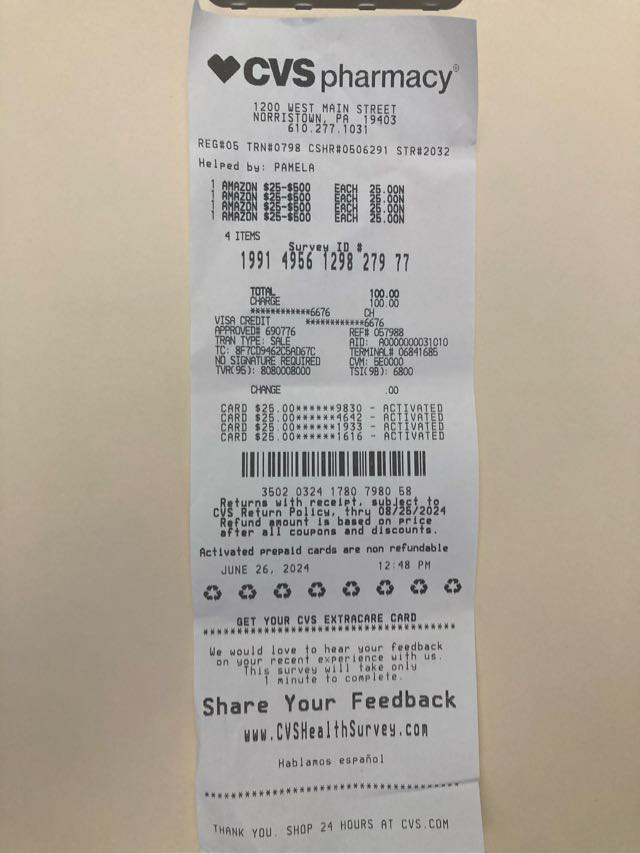 CVS pharmacy®
1200 WEST MAIN STREET
NORRISTOWN, PA 19403
610.277.1031
REG#05 TRN#0798 CSHR#0506291 STR#2032
Helped by: PAMELA
1 AMAZON $25-$500 EACH 25.00N
1 AMAZON $25-$500 EACH 25.00N
1 AMAZON $25-$500 EACH 25.00N
1 AMAZON $25-$500 EACH 25.00N
4 ITEMS
Survey ID #
1991 4956 1298 279 77
TOTAL 100.00
CHARGE 100.00
************6676 CH
VISA CREDIT ************6676
APPROVED# 690776 REF# 057988
TRAN TYPE: SALE AID: A0000000031010
TC: 8F7CD9462C5AD67C TERMINAL# 06841685
NO SIGNATURE REQUIRED CVM: 5E0000
TVR(95): 8080008000 TSI(9B): 6800
CHANGE .00
CARD $25.00******9830 - ACTIVATED
CARD $25.00******4642 - ACTIVATED
CARD $25.00******1933 - ACTIVATED
CARD $25.00******1616 - ACTIVATED
3502 0324 1780 7980 58
Returns with receipt, subject to
CVS Return Policy, thru 08/25/2024
Refund amount is based on price
after all coupons and discounts.
Activated prepaid cards are non refundable
JUNE 26, 2024 12:48 PM
GET YOUR CVS EXTRACARE CARD
****************************************
We would love to hear your feedback
on your recent experience with us.
This survey will take only
1 minute to complete.
Share Your Feedback
www.CVSHealthSurvey.com
Hablamos español
****************************************
THANK YOU. SHOP 24 HOURS AT CVS.COM